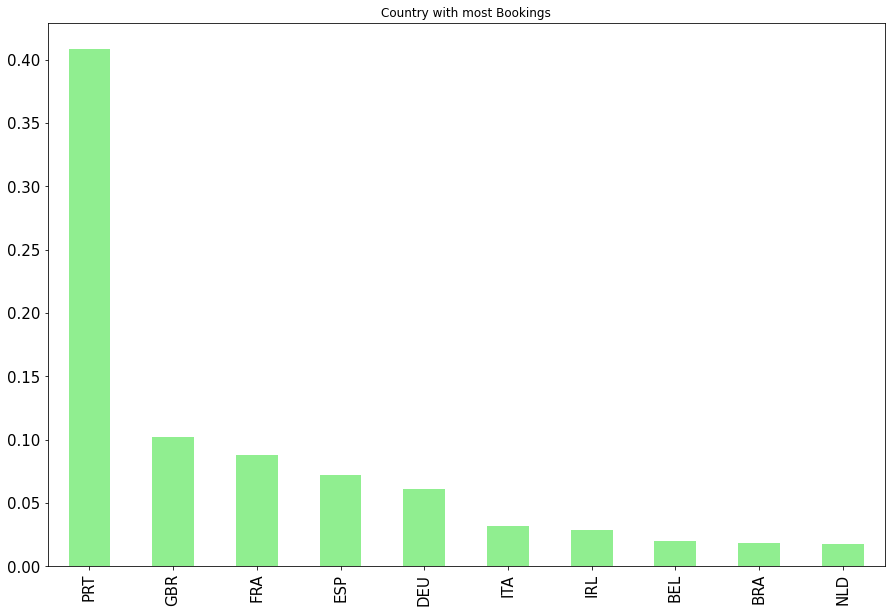 Country with most Bookings
0.40
0.35
0.30
0.25
0.20
0.15
0.10
0.05
0.00
PRT
GBR
FRA
ESP
DEU
ITA
IRL
BEL
BRA
NLD